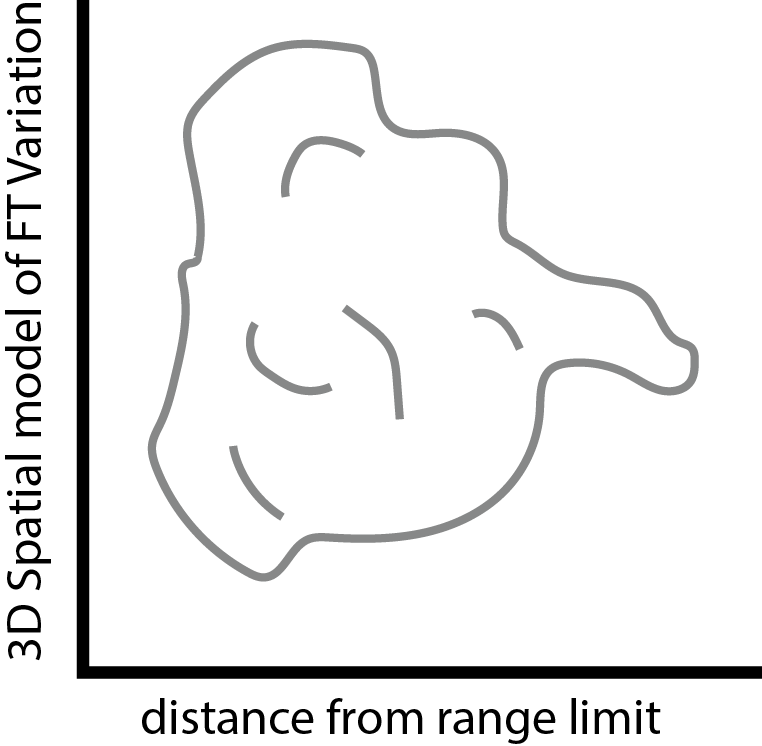 3D Spatial model of FT Variation
distance from range limit